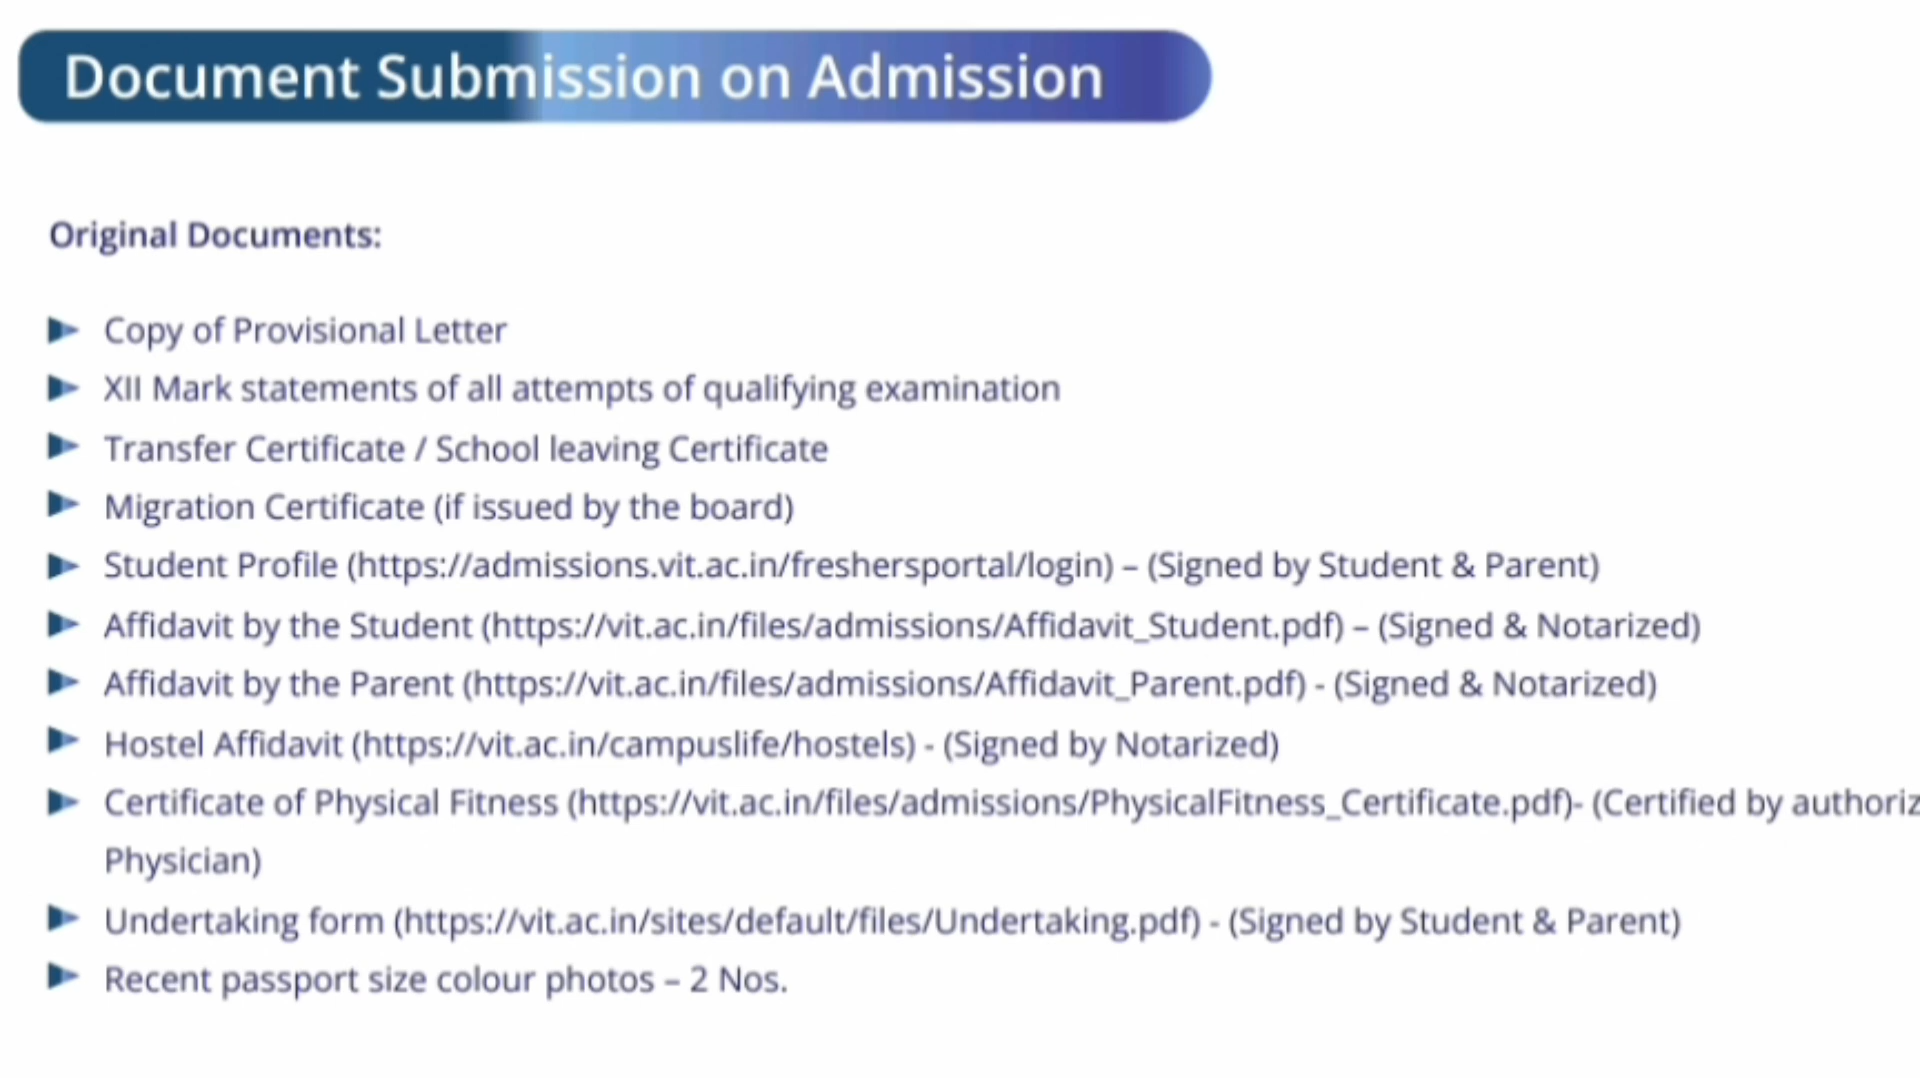 Document Submission on Admission
Original Documents:
Copy of Provisional Letter
XII Mark statements of all attempts of qualifying examination
Transfer Certificate / School leaving Certificate
Migration Certificate (if issued by the board)
Student Profile (https://admissions.vit.ac.in/freshersportal/login) – (Signed by Student & Parent)
Affidavit by the Student (https://vit.ac.in/files/admissions/Affidavit_Student.pdf) – (Signed & Notarized)
Affidavit by the Parent (https://vit.ac.in/files/admissions/Affidavit_Parent.pdf) - (Signed & Notarized)
Hostel Affidavit (https://vit.ac.in/campuslife/hostels) - (Signed by Notarized)
Certificate of Physical Fitness (https://vit.ac.in/files/admissions/PhysicalFitness_Certificate.pdf)- (Certified by authoriz
Physician)
Undertaking form (https://vit.ac.in/sites/default/files/Undertaking.pdf) - (Signed by Student & Parent)
Recent passport size colour photos – 2 Nos.